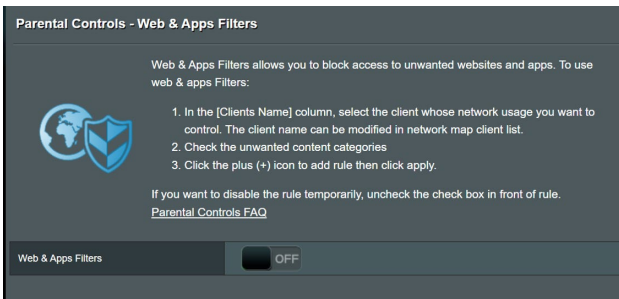 Parental Controls - Web & Apps Filters
Web & Apps Filters allows you to block access to unwanted websites and apps. To use
web & apps Filters:
1. In the [Clients Name] column, select the client whose network usage you want to
control. The client name can be modified in network map client list.
2. Check the unwanted content categories
3. Click the plus (+) icon to add rule then click apply.
If you want to disable the rule temporarily, uncheck the check box in front of rule.
Parental Controls FAQ
Web & Apps Filters
OFF